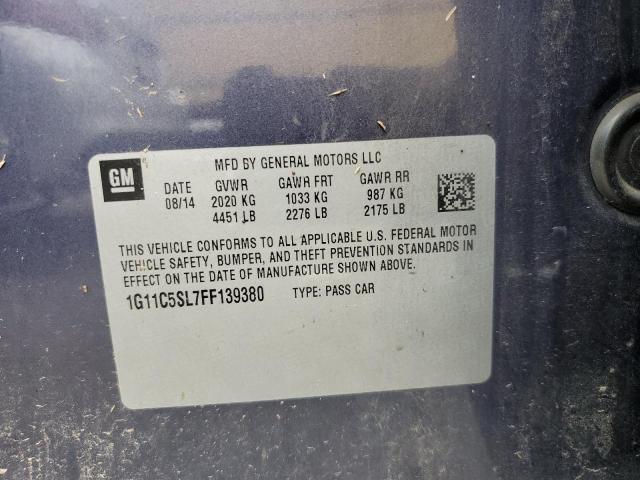 GM
MFD BY GENERAL MOTORS LLC
DATE GVWR GAWR FRT GAWR RR
08/14 2020 KG 1033 KG 987 KG
4451 LB 2276 LB 2175 LB
THIS VEHICLE CONFORMS TO ALL APPLICABLE U.S. FEDERAL MOTOR
VEHICLE SAFETY, BUMPER, AND THEFT PREVENTION STANDARDS IN
EFFECT ON THE DATE OF MANUFACTURE SHOWN ABOVE.
1G11C5SL7FF139380 TYPE: PASS CAR